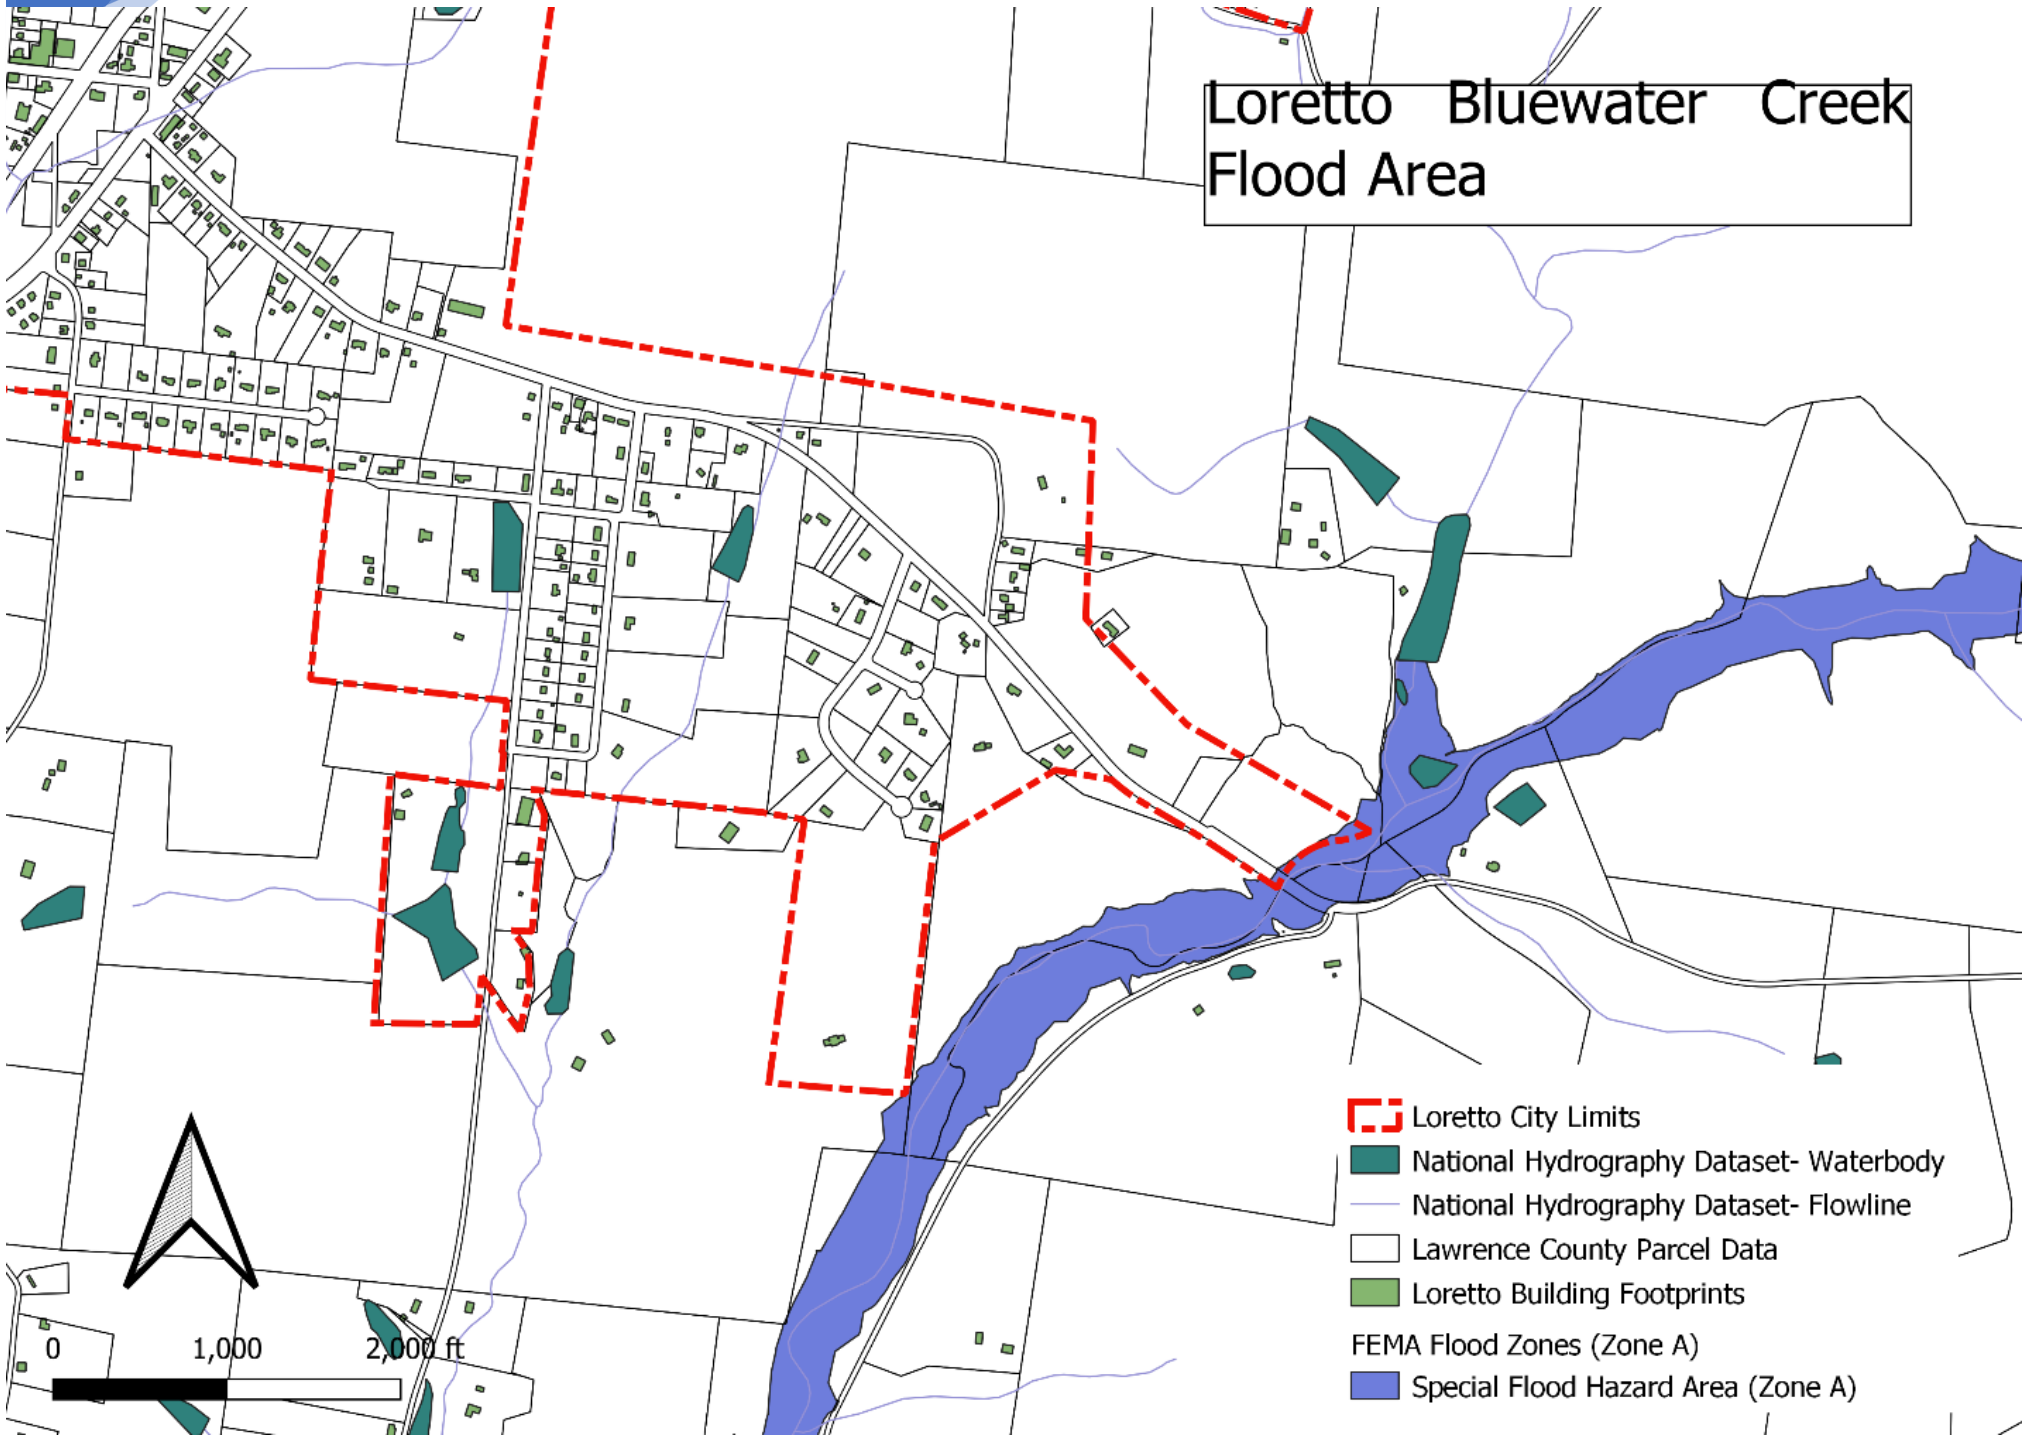 Loretto Bluewater Creek
Flood Area
Loretto City Limits
National Hydrography Dataset- Waterbody
National Hydrography Dataset- Flowline
Lawrence County Parcel Data
Loretto Building Footprints
FEMA Flood Zones (Zone A)
Special Flood Hazard Area (Zone A)
0 1,000 2,000 ft